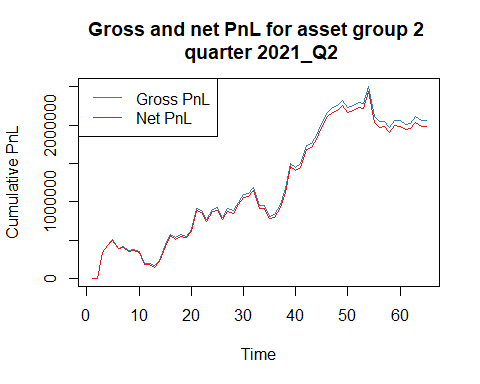 Gross and net PnL for asset group 2
quarter 2021_Q2
Gross PnL
Net PnL
Cumulative PnL
0
1000000
2000000
0 10 20 30 40 50 60
Time